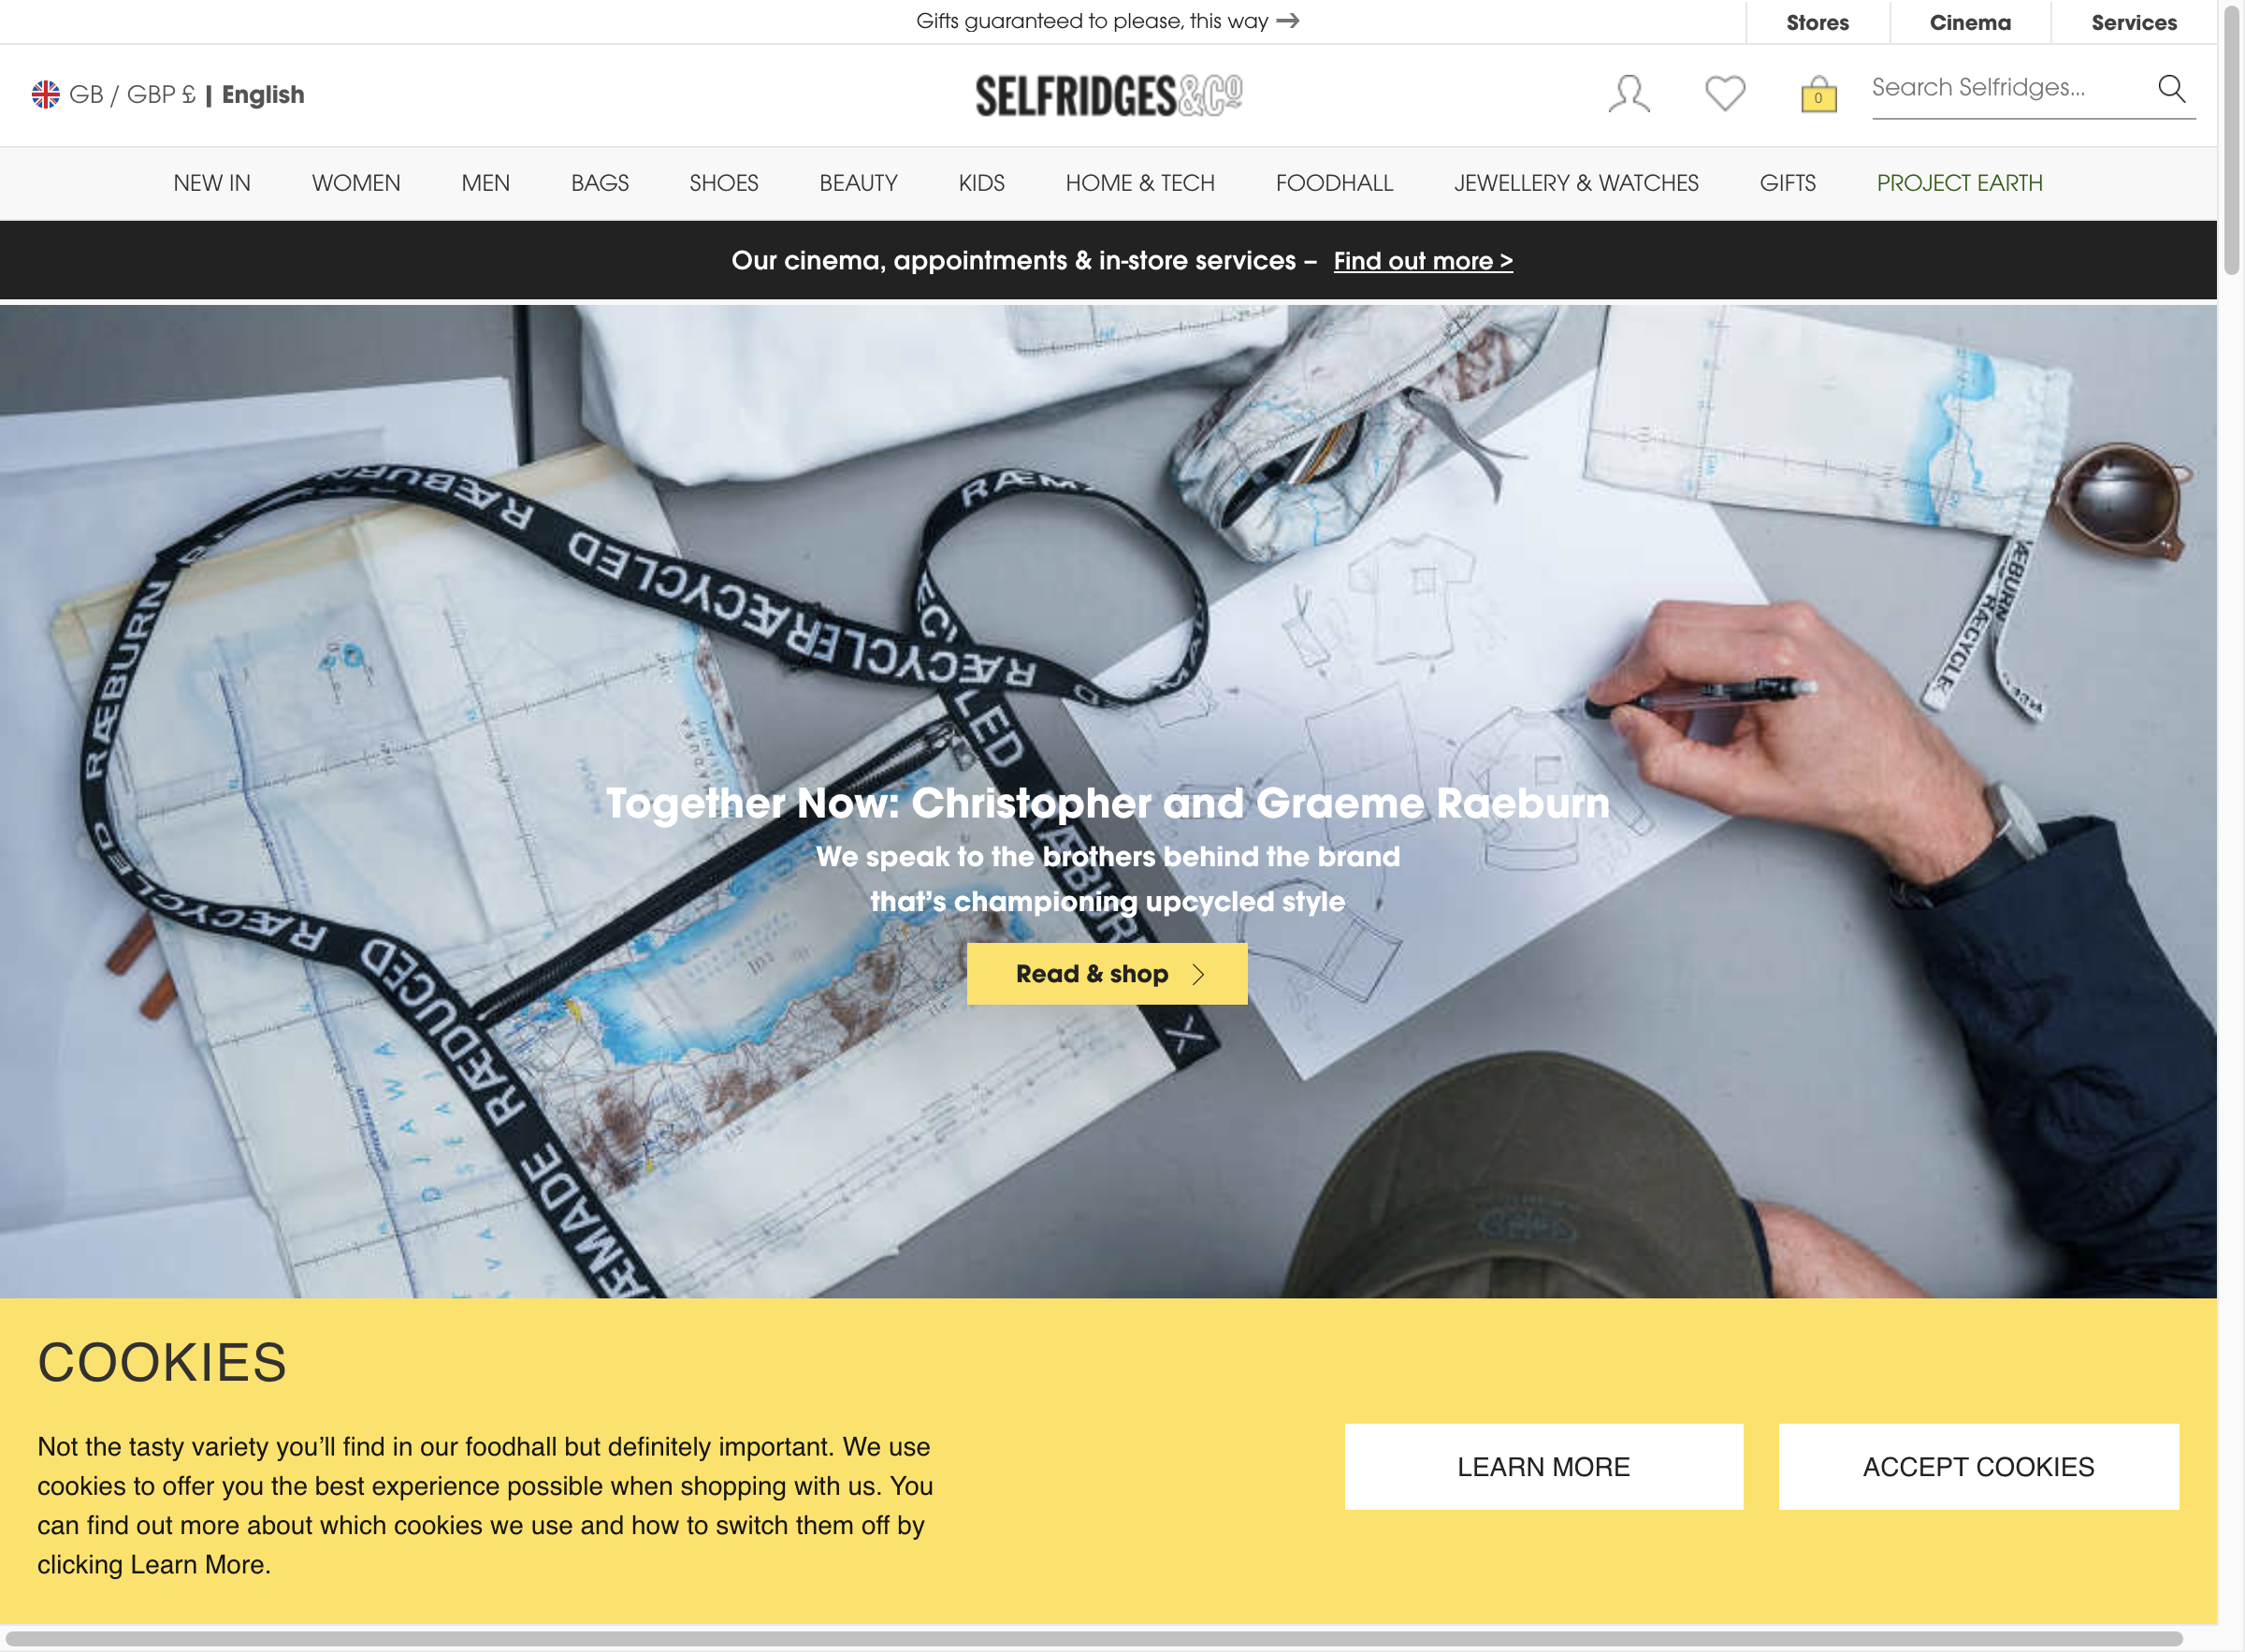 Gifts guaranteed to please, this way →
Stores
Cinema
Services
GB / GBP £ | English
SELFRIDGES&CO
0
Search Selfridges...
NEW IN
WOMEN
MEN
BAGS
SHOES
BEAUTY
KIDS
HOME & TECH
FOODHALL
JEWELLERY & WATCHES
GIFTS
PROJECT EARTH
Our cinema, appointments & in-store services – Find out more >
RÆBURN
RÆCYCLED
RÆCYCLED
RÆBURN
RÆBURN
RÆDUCED
Together Now: Christopher and Graeme Raeburn
We speak to the brothers behind the brand
that's championing upcycled style
Read & shop
COOKIES
Not the tasty variety you'll find in our foodhall but definitely important. We use
cookies to offer you the best experience possible when shopping with us. You
can find out more about which cookies we use and how to switch them off by
clicking Learn More.
LEARN MORE
ACCEPT COOKIES